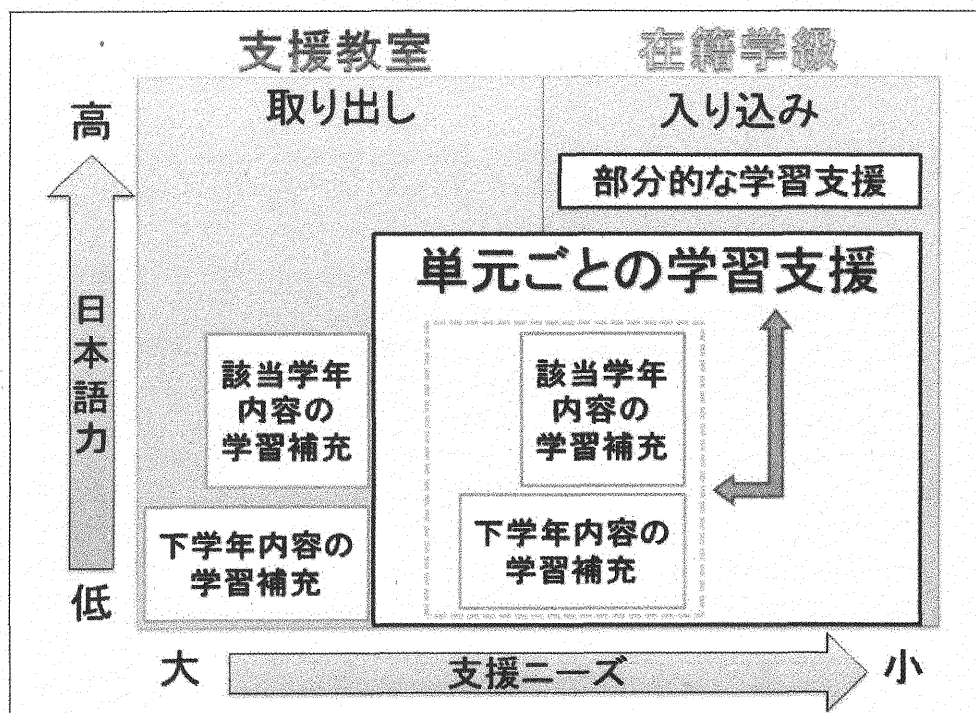 支援教室
在籍学級
取り出し
入り込み
高
部分的な学習支援
単元ごとの学習支援
日本語力
該当学年
内容の
学習補充
該当学年
内容の
学習補充
下学年内容の
学習補充
下学年内容の
学習補充
低
大
支援ニーズ
小